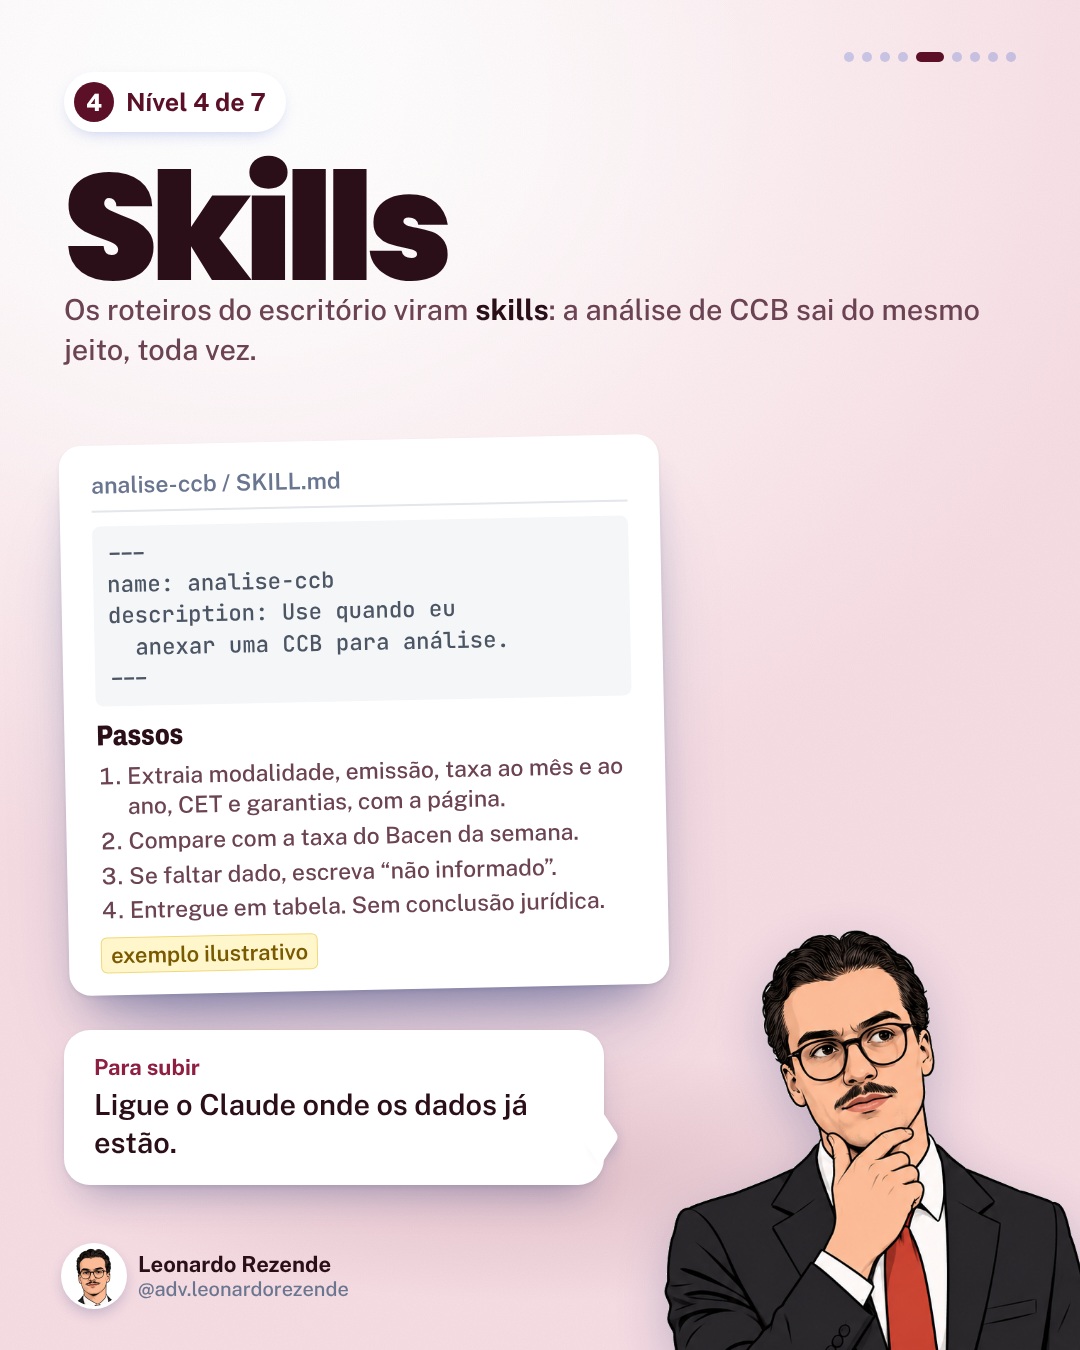 4 Nível 4 de 7
Skills
Os roteiros do escritório viram skills: a análise de CCB sai do mesmo
jeito, toda vez.
analise-ccb / SKILL.md
---
name: analise-ccb
description: Use quando eu
anexar uma CCB para análise.
---
Passos
1. Extraia modalidade, emissão, taxa ao mês e ao
ano, CET e garantias, com a página.
2. Compare com a taxa do Bacen da semana.
3. Se faltar dado, escreva “não informado”.
4. Entregue em tabela. Sem conclusão jurídica.
exemplo ilustrativo
Para subir
Ligue o Claude onde os dados já
estão.
Leonardo Rezende
@adv.leonardorezende